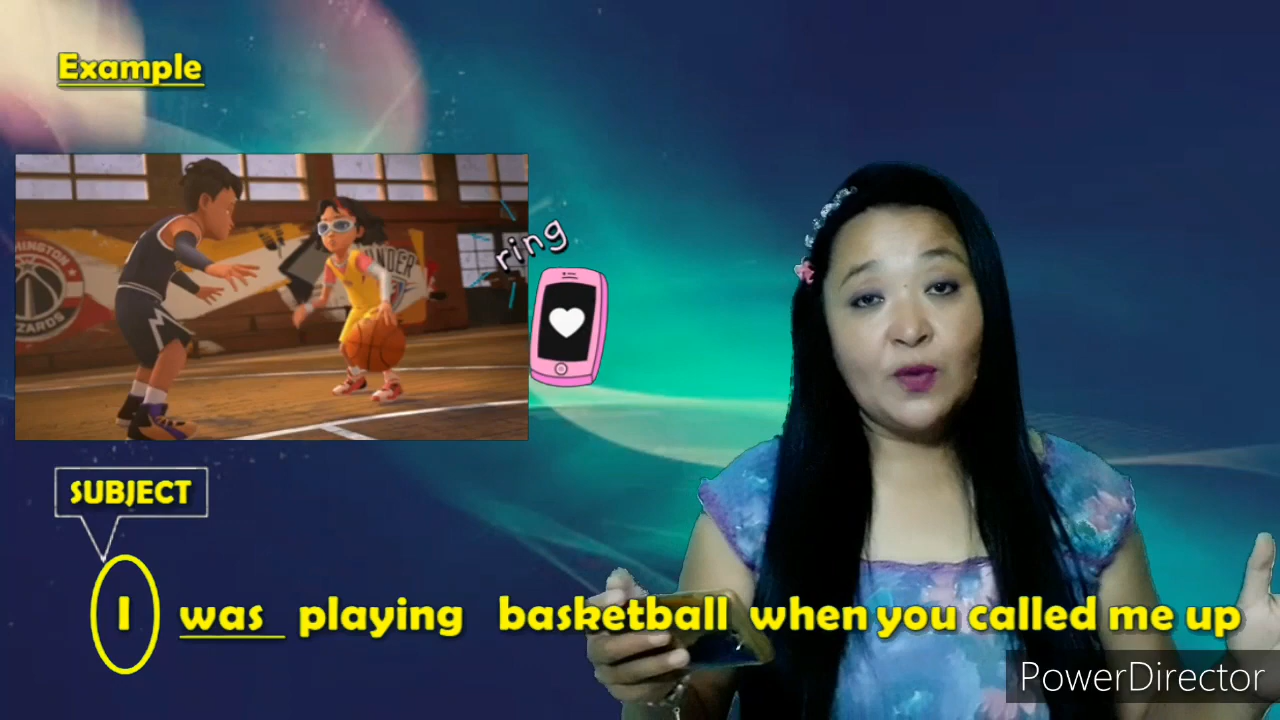 Example
ring
SUBJECT
I was playing basketball when you called me up
PowerDirector